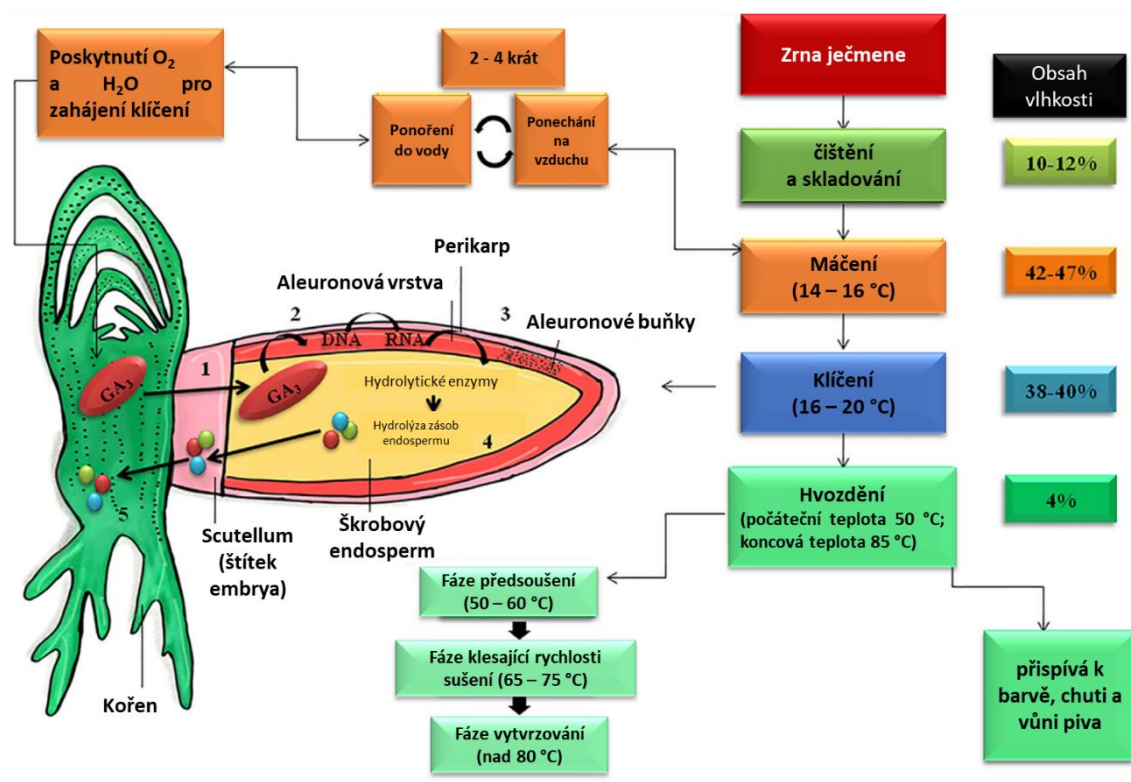 Poskytnutí O₂
a H₂O pro
zahájení klíčení
2 - 4 krát
Ponoření
do vody
Ponechání
na
vzduchu
Zrna ječmene
Obsah
vlhkosti
čištění
a skladování
10-12%
Máčení
(14 – 16 °C)
42-47%
Klíčení
(16 – 20 °C)
38-40%
Hvozdění
(počáteční teplota 50 °C;
koncová teplota 85 °C)
4%
Perikarp
Aleuronová vrstva
2
3
Aleuronové buňky
DNA
RNA
1
GA₃
GA₃
Hydrolytické enzymy
Hydrolýza zásob
endospermu
4
5
Scutellum
(štítek
embrya)
Škrobový
endosperm
Kořen
Fáze předsoušení
(50 – 60 °C)
Fáze klesající rychlosti
sušení (65 – 75 °C)
Fáze vytvrzování
(nad 80 °C)
přispívá k
barvě, chuti a
vůni piva